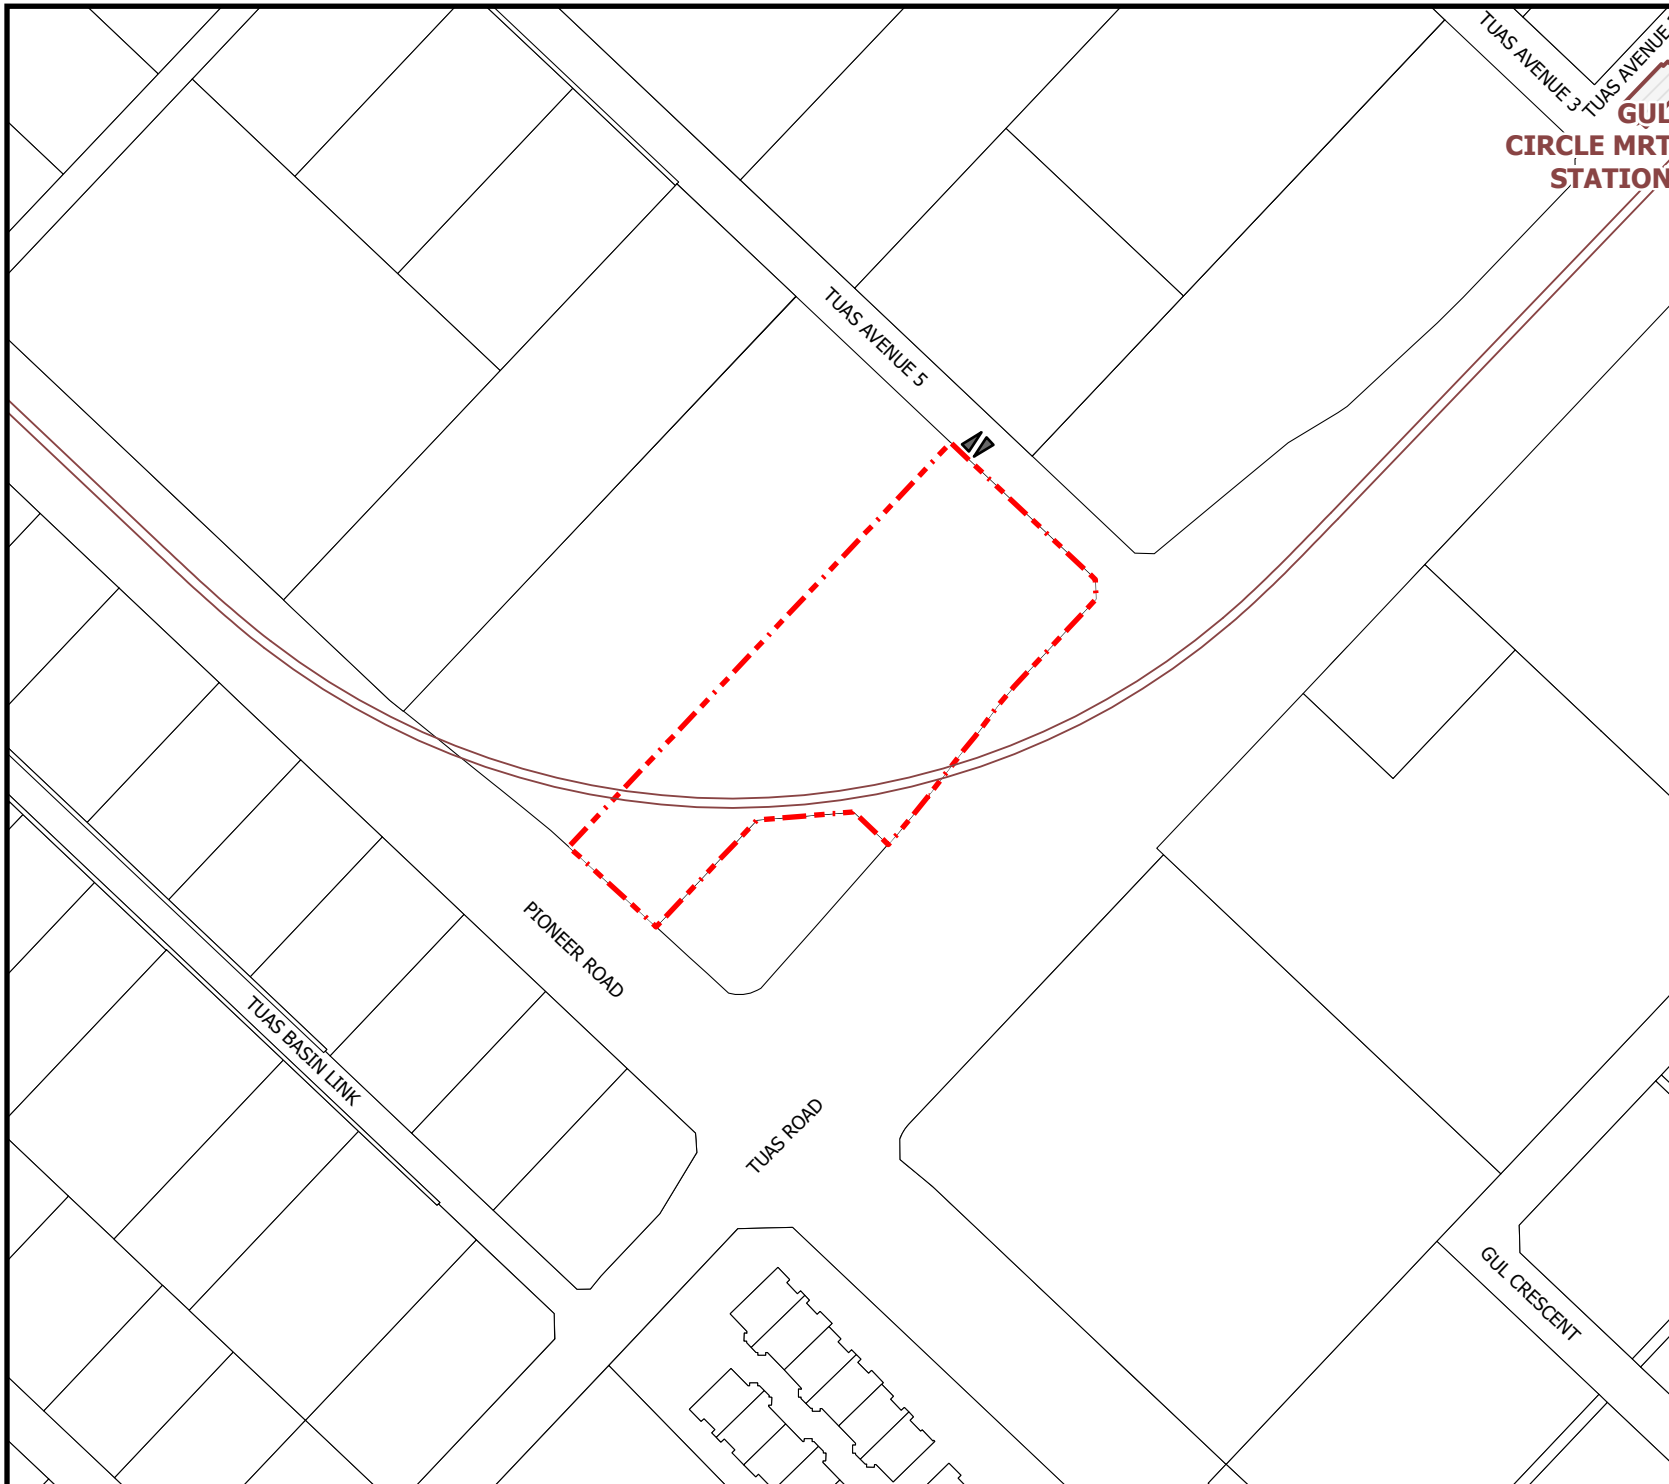 TUAS AVENUE 3
TUAS AVENUE
GUL
CIRCLE MRT
STATION
TUAS AVENUE 5
PIONEER ROAD
TUAS BASIN LINK
TUAS ROAD
GUL CRESCENT